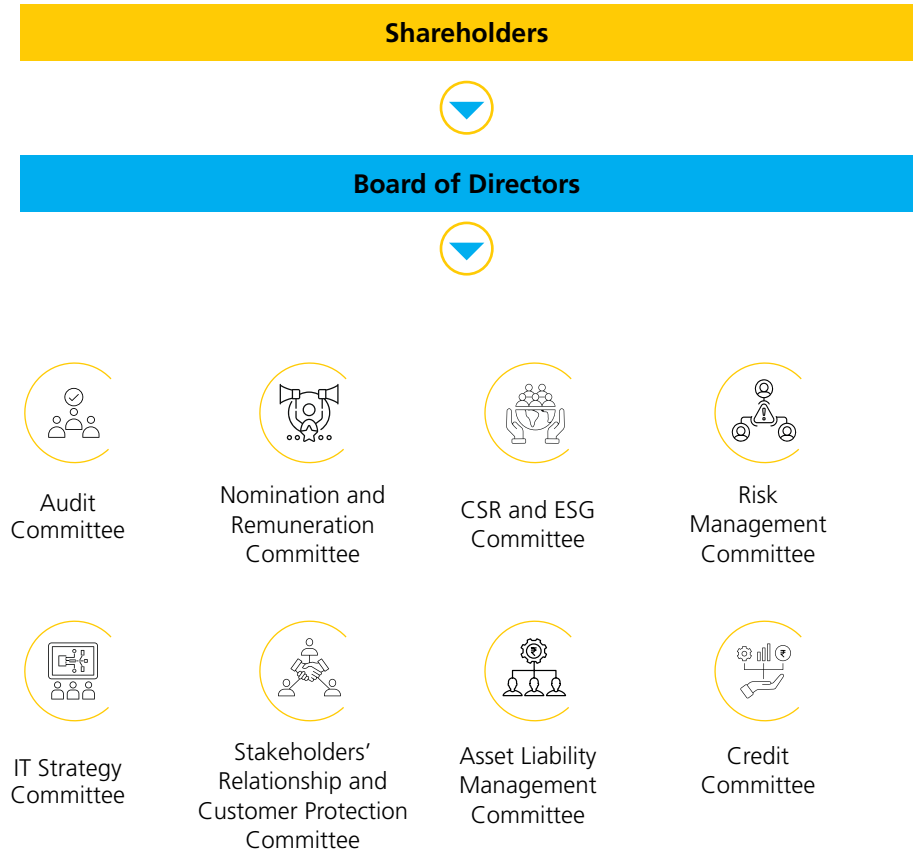 Shareholders
Board of Directors
Audit
Committee
Nomination and
Remuneration
Committee
CSR and ESG
Committee
Risk
Management
Committee
IT Strategy
Committee
Stakeholders’
Relationship and
Customer Protection
Committee
Asset Liability
Management
Committee
Credit
Committee